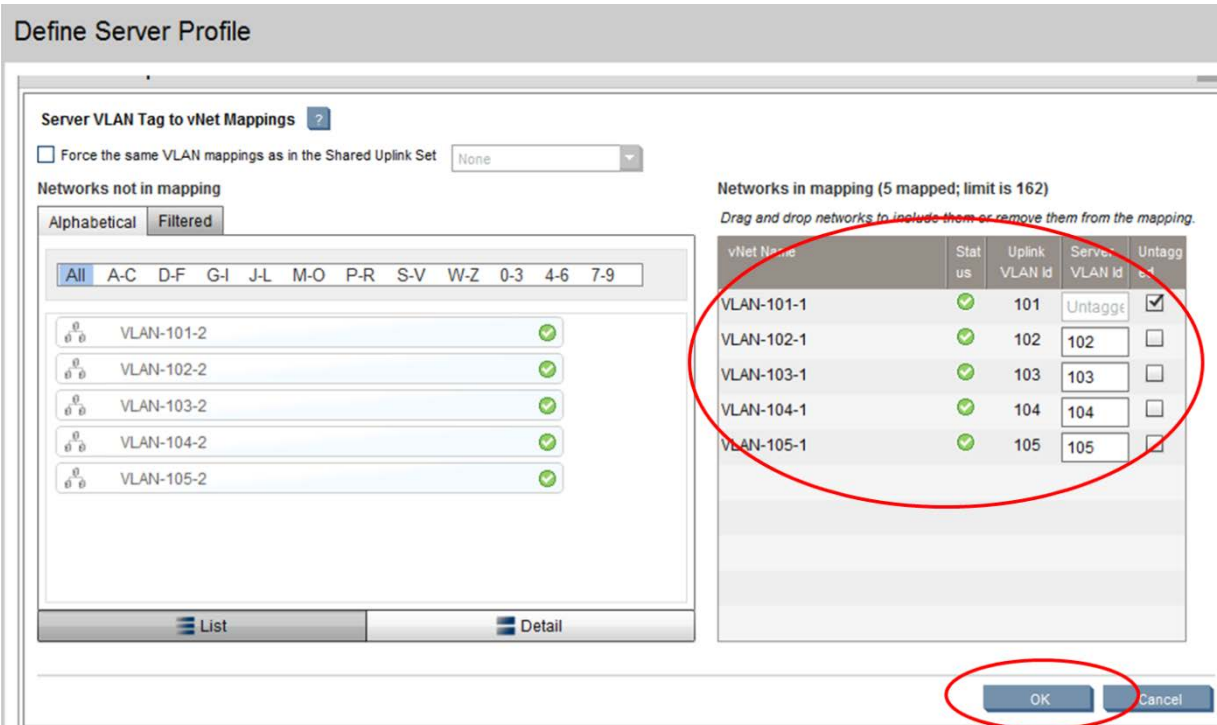 Define Server Profile
Server VLAN Tag to vNet Mappings ?
Force the same VLAN mappings as in the Shared Uplink Set None
Networks not in mapping
Alphabetical Filtered
All A-C D-F G-I J-L M-O P-R S-V W-Z 0-3 4-6 7-9
VLAN-101-2
VLAN-102-2
VLAN-103-2
VLAN-104-2
VLAN-105-2
List Detail
Networks in mapping (5 mapped; limit is 162)
Drag and drop networks to include them or remove them from the mapping.
vNet Name Stat Uplink Server Untagg
us VLAN Id VLAN Id ed
VLAN-101-1 101 Untagge
VLAN-102-1 102 102
VLAN-103-1 103 103
VLAN-104-1 104 104
VLAN-105-1 105 105
OK Cancel